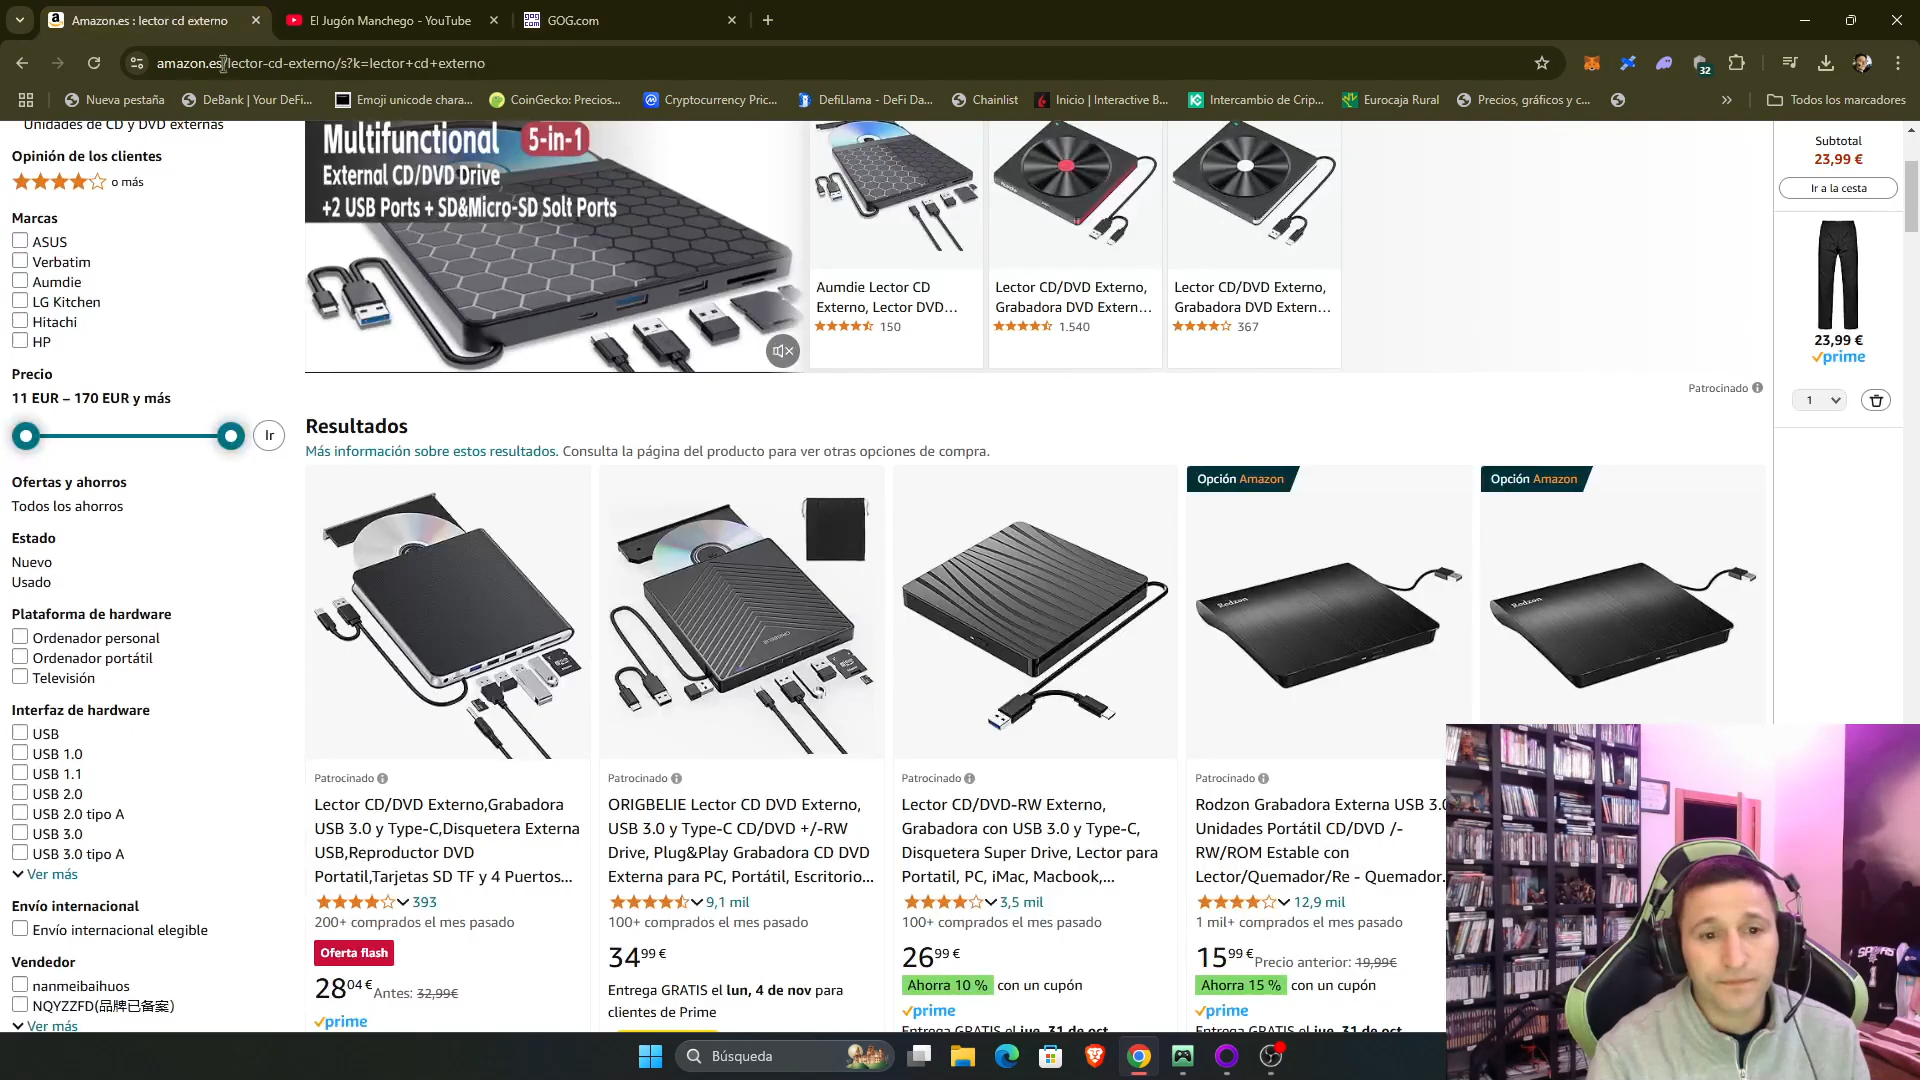 Amazon.es : lector cd externo
El Jugón Manchego - YouTube
GOG.com
amazon.es/lector-cd-externo/s?k=lector+cd+externo
32
Nueva pestaña
DeBank | Your DeFi...
Emoji unicode chara...
CoinGecko: Precios...
Cryptocurrency Pric...
DefiLlama - DeFi Da...
Chainlist
Inicio | Interactive B...
Intercambio de Crip...
Eurocaja Rural
Precios, gráficos y c...
Todos los marcadores
Unidades de CD y DVD externas
Opinión de los clientes
o más
Marcas
ASUS
Verbatim
Aumdie
LG Kitchen
Hitachi
HP
Precio
11 EUR – 170 EUR y más
Ir
Ofertas y ahorros
Todos los ahorros
Estado
Nuevo
Usado
Plataforma de hardware
Ordenador personal
Ordenador portátil
Televisión
Interfaz de hardware
USB
USB 1.0
USB 1.1
USB 2.0
USB 2.0 tipo A
USB 3.0
USB 3.0 tipo A
Ver más
Envío internacional
Envío internacional elegible
Vendedor
nanmeibaihuos
NQYZZFD(品牌已备案)
Ver más
Multifunctional 5-in-1
External CD/DVD Drive
+2 USB Ports + SD&Micro-SD Solt Ports
Aumdie Lector CD
Externo, Lector DVD...
150
Lector CD/DVD Externo,
Grabadora DVD Extern...
1.540
Lector CD/DVD Externo,
Grabadora DVD Extern...
367
Patrocinado
Subtotal
23,99 €
Ir a la cesta
23,99 €
prime
1
Resultados
Más información sobre estos resultados. Consulta la página del producto para ver otras opciones de compra.
Patrocinado
Lector CD/DVD Externo,Grabadora
USB 3.0 y Type-C,Disquetera Externa
USB,Reproductor DVD
Portatil,Tarjetas SD TF y 4 Puertos...
393
200+ comprados el mes pasado
Oferta flash
28,04 € Antes: 32,99€
prime
ORIGBELIE
Patrocinado
ORIGBELIE Lector CD DVD Externo,
USB 3.0 y Type-C CD/DVD +/-RW
Drive, Plug&Play Grabadora CD DVD
Externa para PC, Portátil, Escritorio...
9,1 mil
100+ comprados el mes pasado
34,99 €
Entrega GRATIS el lun, 4 de nov para
clientes de Prime
Patrocinado
Lector CD/DVD-RW Externo,
Grabadora con USB 3.0 y Type-C,
Disquetera Super Drive, Lector para
Portatil, PC, iMac, Macbook,...
3,5 mil
100+ comprados el mes pasado
26,99 €
Ahorra 10 % con un cupón
prime
Entrega GRATIS el jue, 31 de oct
Opción Amazon
Rodzon
Patrocinado
Rodzon Grabadora Externa USB 3.0
Unidades Portátil CD/DVD /-
RW/ROM Estable con
Lector/Quemador/Re - Quemador.
12,9 mil
1 mil+ comprados el mes pasado
15,99 € Precio anterior: 19,99€
Ahorra 15 % con un cupón
prime
Entrega GRATIS el jue, 31 de oct
Opción Amazon
Rodzon
SPURS
Búsqueda